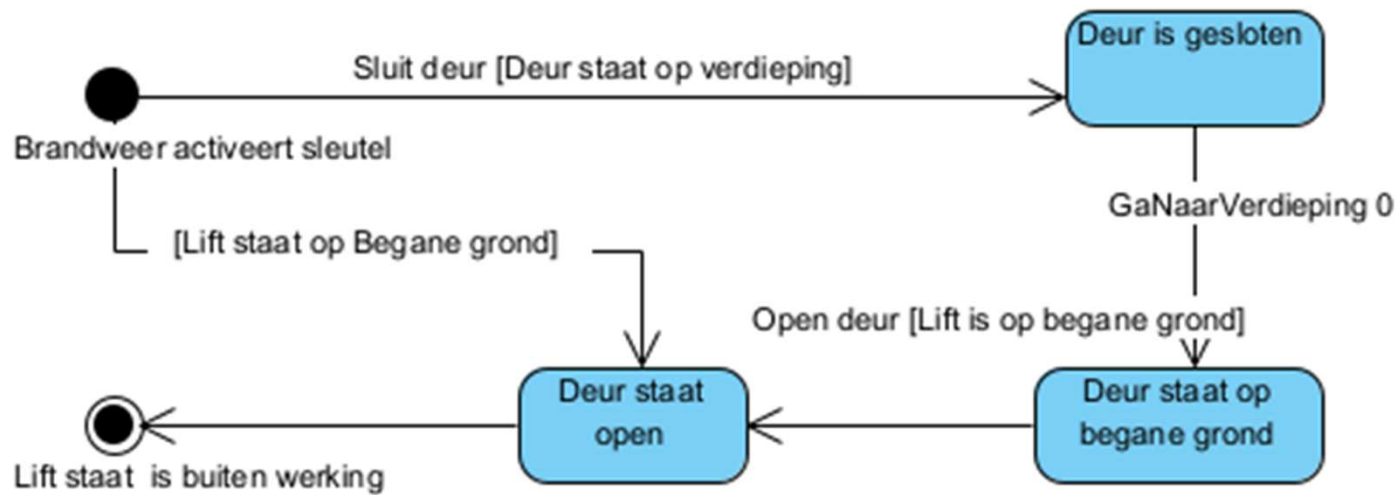 Deur is gesloten
Sluit deur [Deur staat op verdieping]
Brandweer activeert sleutel
GaNaarVerdieping 0
[Lift staat op Begane grond]
Open deur [Lift is op begane grond]
Deur staat
open
Deur staat op
begane grond
Lift staat  is buiten werking